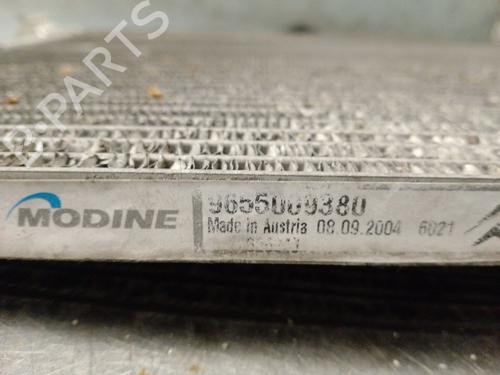 B-PARTS
MODINE
9655009380
Made in Austria 08.09.2004 6021